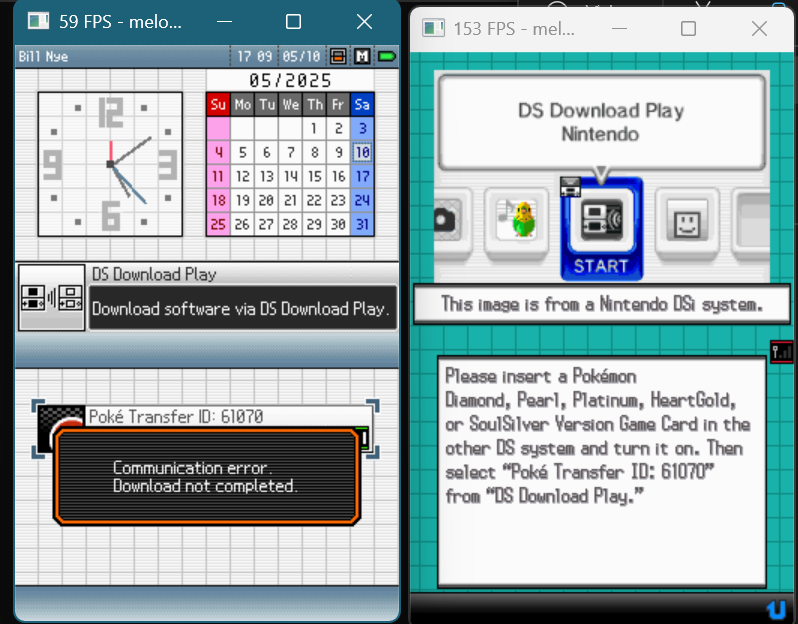 59 FPS - melo...
Bill Nye
17 09
05/10
M
05/2025
Su Mo Tu We Th Fr Sa
1 2 3
4 5 6 7 8 9 10
11 12 13 14 15 16 17
18 19 20 21 22 23 24
25 26 27 28 29 30 31
12
9
3
6
DS Download Play
Download software via DS Download Play.
Poké Transfer ID: 61070
Communication error.
Download not completed.
153 FPS - mel...
DS Download Play
Nintendo
START
This image is from a Nintendo DSi system.
Please insert a Pokémon
Diamond, Pearl, Platinum, HeartGold,
or SoulSilver Version Game Card in the
other DS system and turn it on. Then
select “Poké Transfer ID: 61070”
from “DS Download Play.”